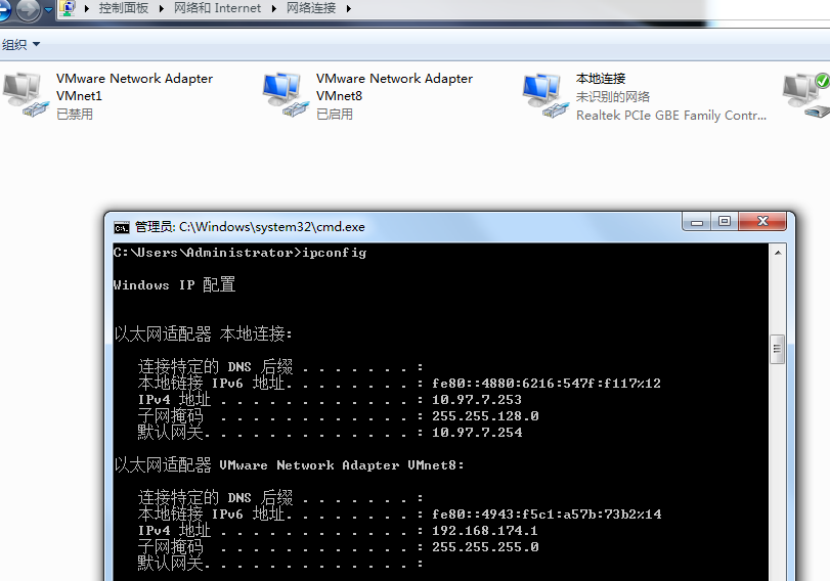 控制面板 ▸ 网络和 Internet ▸ 网络连接 ▸
组织 ▼
VMware Network Adapter VMnet1
已禁用
VMware Network Adapter VMnet8
已启用
本地连接
未识别的网络
Realtek PCIe GBE Family Contr...
管理员: C:\Windows\system32\cmd.exe
C:\Users\Administrator>ipconfig
Windows IP 配置
以太网适配器 本地连接:
连接特定的 DNS 后缀 . . . . . . . :
本地链接 IPv6 地址. . . . . . . . : fe80::4880:6216:547f:f117%12
IPv4 地址 . . . . . . . . . . . . : 10.97.7.253
子网掩码 . . . . . . . . . . . . : 255.255.128.0
默认网关. . . . . . . . . . . . . : 10.97.7.254
以太网适配器 VMware Network Adapter VMnet8:
连接特定的 DNS 后缀 . . . . . . . :
本地链接 IPv6 地址. . . . . . . . : fe80::4943:f5c1:a57b:73b2%14
IPv4 地址 . . . . . . . . . . . . : 192.168.174.1
子网掩码 . . . . . . . . . . . . : 255.255.255.0
默认网关. . . . . . . . . . . . . :